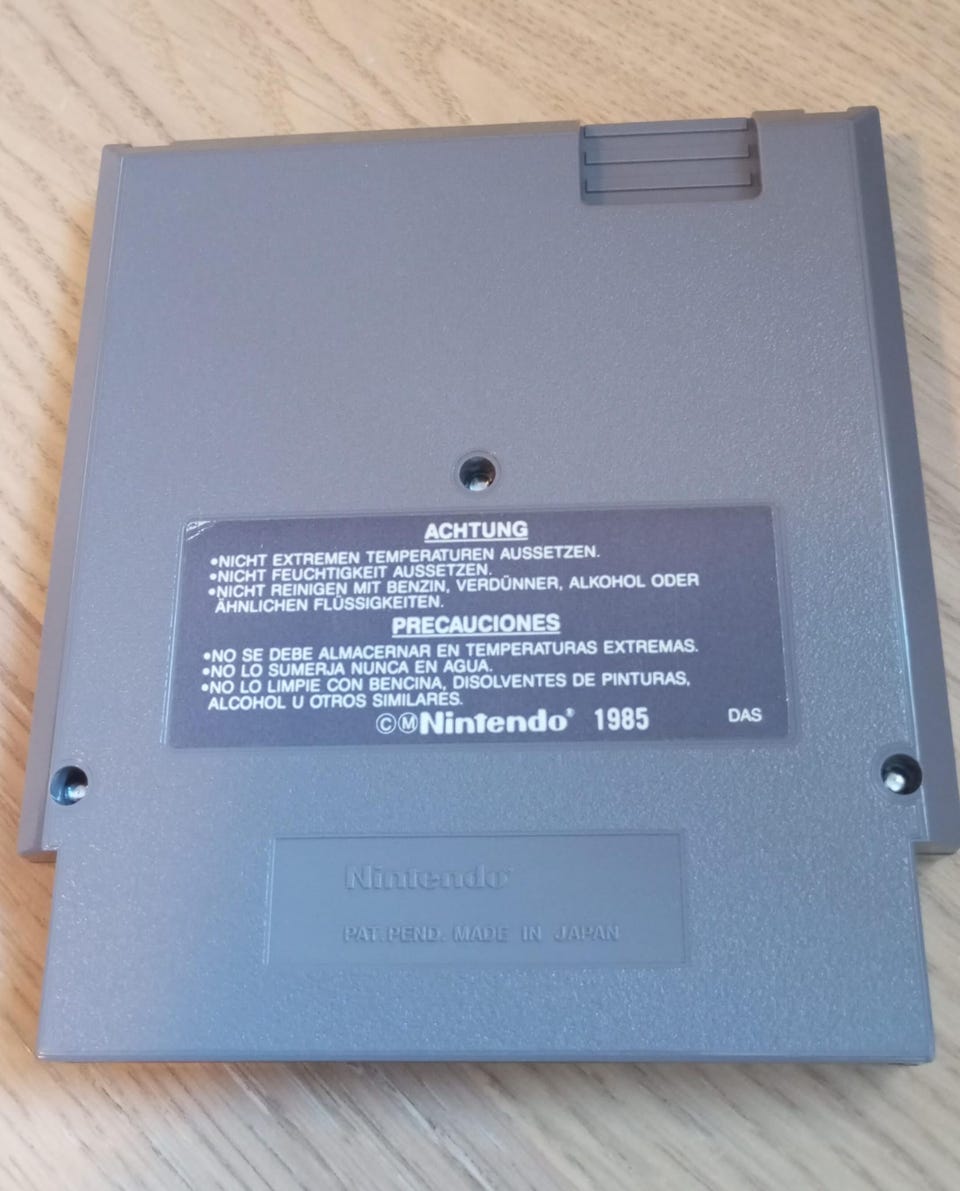 ACHTUNG
•NICHT EXTREMEN TEMPERATUREN AUSSETZEN.
•NICHT FEUCHTIGKEIT AUSSETZEN.
•NICHT REINIGEN MIT BENZIN, VERDÜNNER, ALKOHOL ODER
ÄHNLICHEN FLÜSSIGKEITEN.
PRECAUCIONES
•NO SE DEBE ALMACERNAR EN TEMPERATURAS EXTREMAS.
•NO LO SUMERJA NUNCA EN AGUA.
•NO LO LIMPIE CON BENCINA, DISOLVENTES DE PINTURAS,
ALCOHOL U OTROS SIMILARES.
©ⓂNintendo® 1985 DAS
Nintendo®
PAT. PEND. MADE IN JAPAN